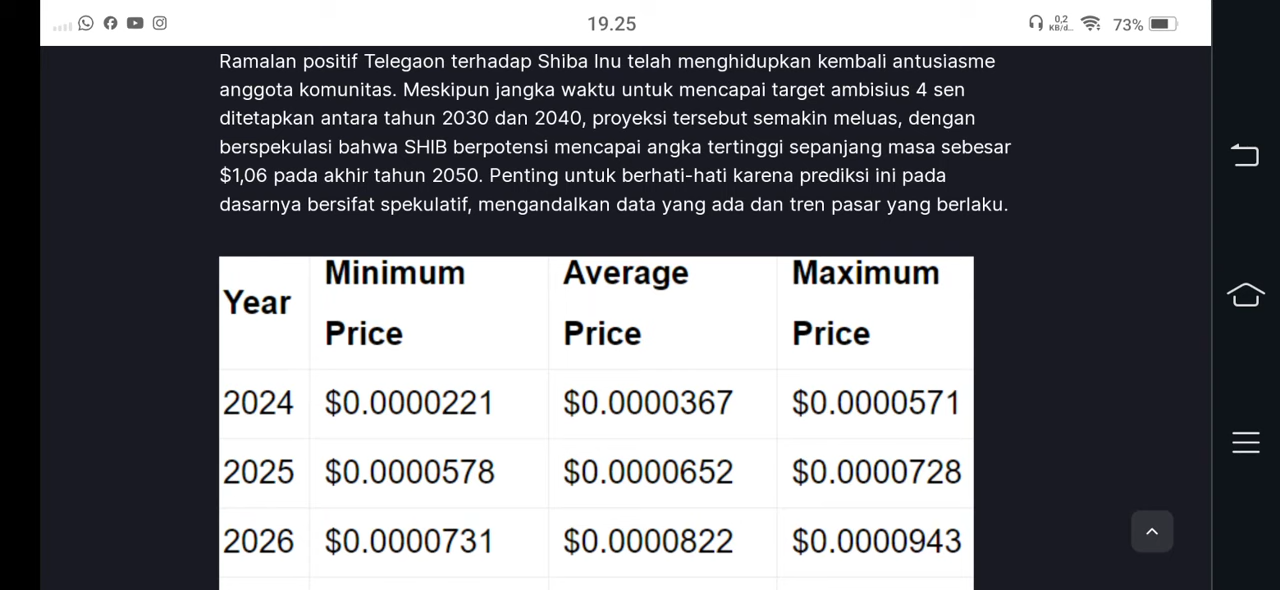 19.25
0,2
KB/d...
73%
Ramalan positif Telegaon terhadap Shiba Inu telah menghidupkan kembali antusiasme
anggota komunitas. Meskipun jangka waktu untuk mencapai target ambisius 4 sen
ditetapkan antara tahun 2030 dan 2040, proyeksi tersebut semakin meluas, dengan
berspekulasi bahwa SHIB berpotensi mencapai angka tertinggi sepanjang masa sebesar
$1,06 pada akhir tahun 2050. Penting untuk berhati-hati karena prediksi ini pada
dasarnya bersifat spekulatif, mengandalkan data yang ada dan tren pasar yang berlaku.
Year Minimum Price Average Price Maximum Price
2024 $0.0000221 $0.0000367 $0.0000571
2025 $0.0000578 $0.0000652 $0.0000728
2026 $0.0000731 $0.0000822 $0.0000943